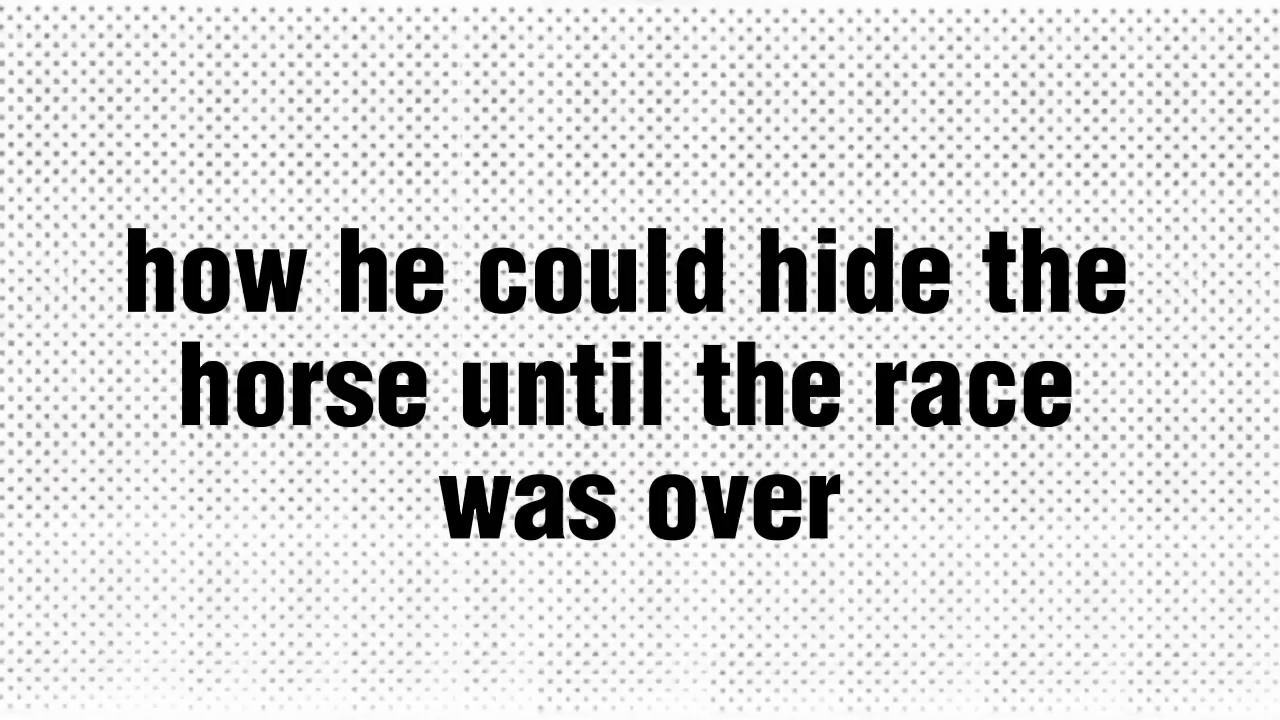 how he could hide the
horse until the race
was over